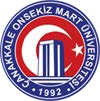 ÇANAKKALE ONSEKİZ MART ÜNİVERSİTESİ
• 1992 •